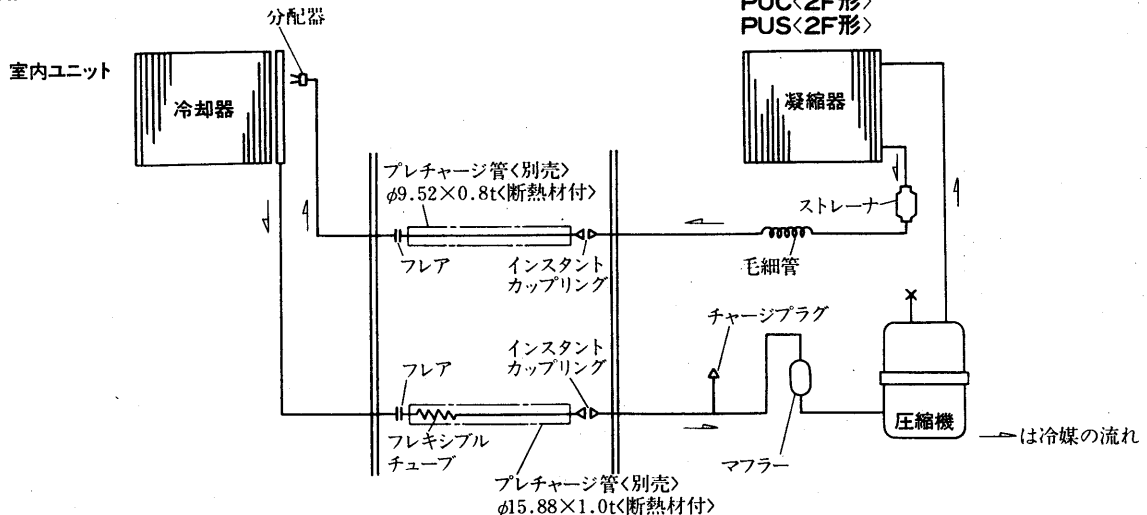 PUC〈2F形〉
PUS〈2F形〉
分配器
室内ユニット
冷却器
凝縮器
プレチャージ管〈別売〉
φ9.52×0.8t〈断熱材付〉
ストレーナ
フレア
インスタント
カップリング
毛細管
チャージプラグ
フレア
インスタント
カップリング
フレキシブル
チューブ
マフラー
圧縮機
は冷媒の流れ
プレチャージ管〈別売〉
φ15.88×1.0t〈断熱材付〉